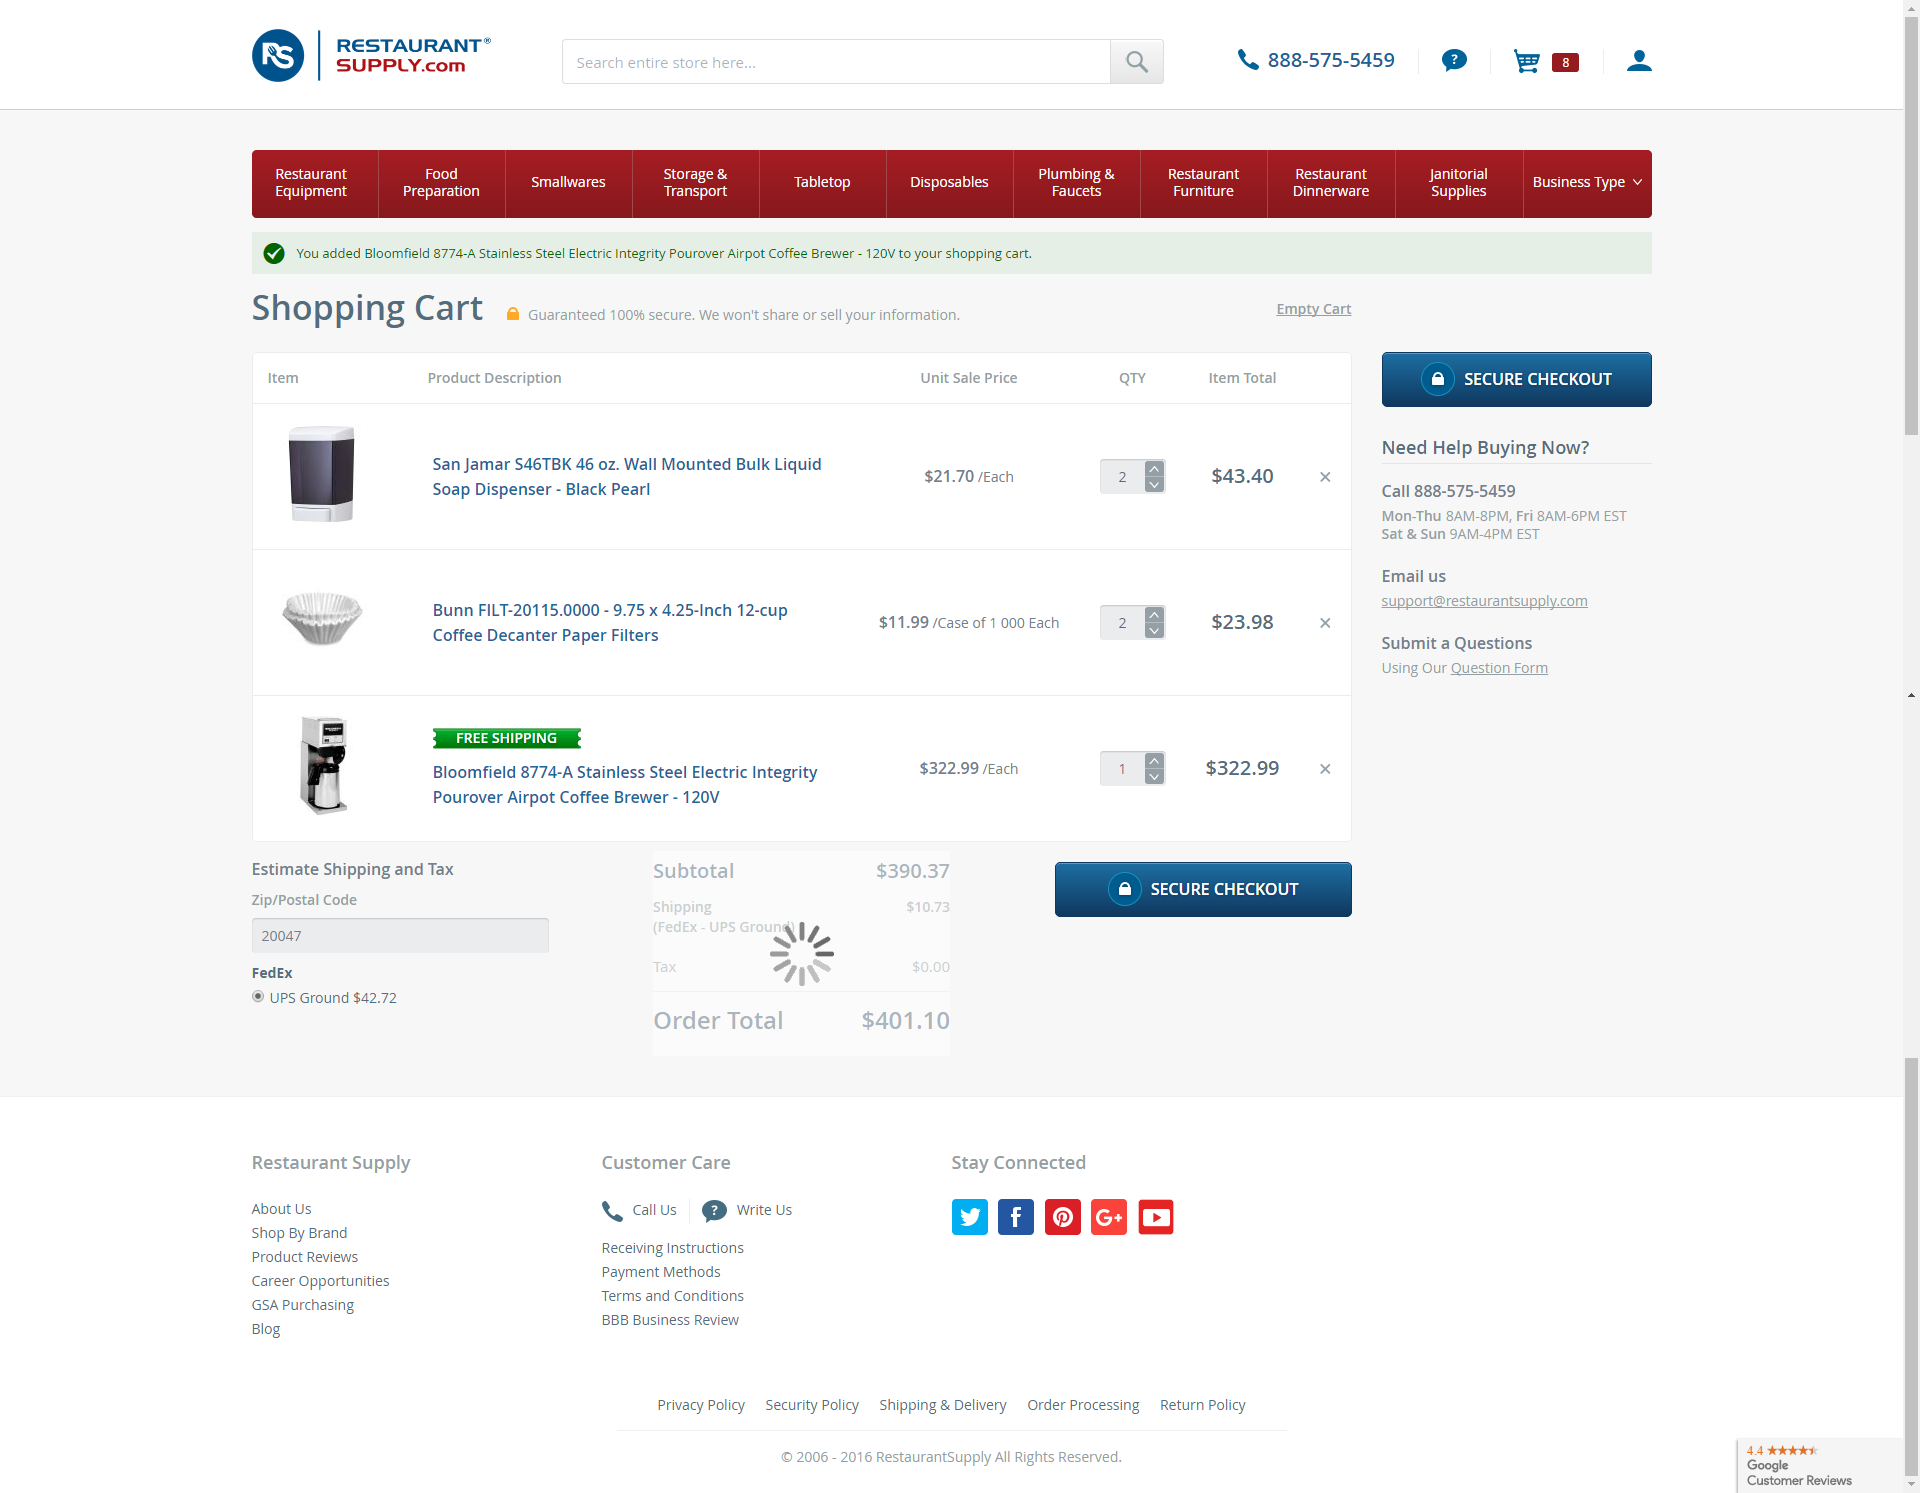 RS RESTAURANT®
SUPPLY.com
Search entire store here...
888-575-5459
?
8
Restaurant Equipment
Food Preparation
Smallwares
Storage & Transport
Tabletop
Disposables
Plumbing & Faucets
Restaurant Furniture
Restaurant Dinnerware
Janitorial Supplies
Business Type
You added Bloomfield 8774-A Stainless Steel Electric Integrity Pourover Airpot Coffee Brewer - 120V to your shopping cart.
Shopping Cart
Guaranteed 100% secure. We won't share or sell your information.
Empty Cart
Item Product Description Unit Sale Price QTY Item Total
San Jamar S46TBK 46 oz. Wall Mounted Bulk Liquid
Soap Dispenser - Black Pearl
$21.70 /Each 2 $43.40
Bunn FILT-20115.0000 - 9.75 x 4.25-Inch 12-cup
Coffee Decanter Paper Filters
$11.99 /Case of 1 000 Each 2 $23.98
FREE SHIPPING
Bloomfield 8774-A Stainless Steel Electric Integrity
Pourover Airpot Coffee Brewer - 120V
$322.99 /Each 1 $322.99
SECURE CHECKOUT
Need Help Buying Now?
Call 888-575-5459
Mon-Thu 8AM-8PM, Fri 8AM-6PM EST
Sat & Sun 9AM-4PM EST
Email us
support@restaurantsupply.com
Submit a Questions
Using Our Question Form
Estimate Shipping and Tax
Zip/Postal Code
20047
FedEx
UPS Ground $42.72
Subtotal $390.37
Shipping $10.73
(FedEx - UPS Ground)
Tax $0.00
Order Total $401.10
SECURE CHECKOUT
Restaurant Supply
About Us
Shop By Brand
Product Reviews
Career Opportunities
GSA Purchasing
Blog
Customer Care
Call Us
? Write Us
Receiving Instructions
Payment Methods
Terms and Conditions
BBB Business Review
Stay Connected
f
G+
Privacy Policy Security Policy Shipping & Delivery Order Processing Return Policy
© 2006 - 2016 RestaurantSupply All Rights Reserved.
4.4
Google
Customer Reviews